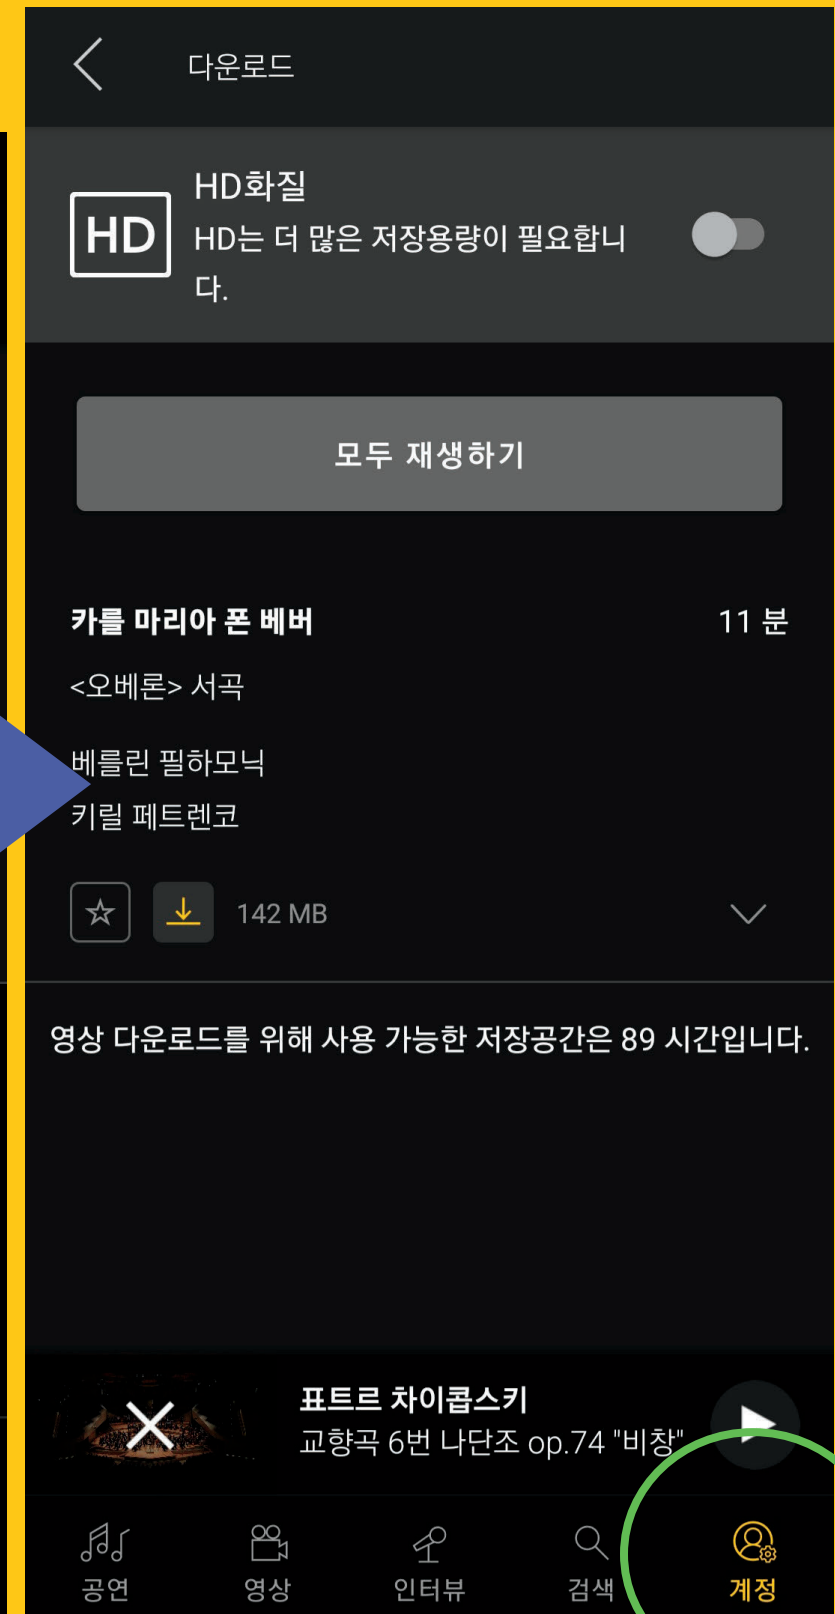 다운로드
HD
HD화질
HD는 더 많은 저장용량이 필요합니
다.
모두 재생하기
카를 마리아 폰 베버
11 분
<오베론> 서곡
베를린 필하모닉
키릴 페트렌코
142 MB
영상 다운로드를 위해 사용 가능한 저장공간은 89 시간입니다.
표트르 차이콥스키
교향곡 6번 나단조 op.74 "비창"
공연
영상
인터뷰
검색
계정